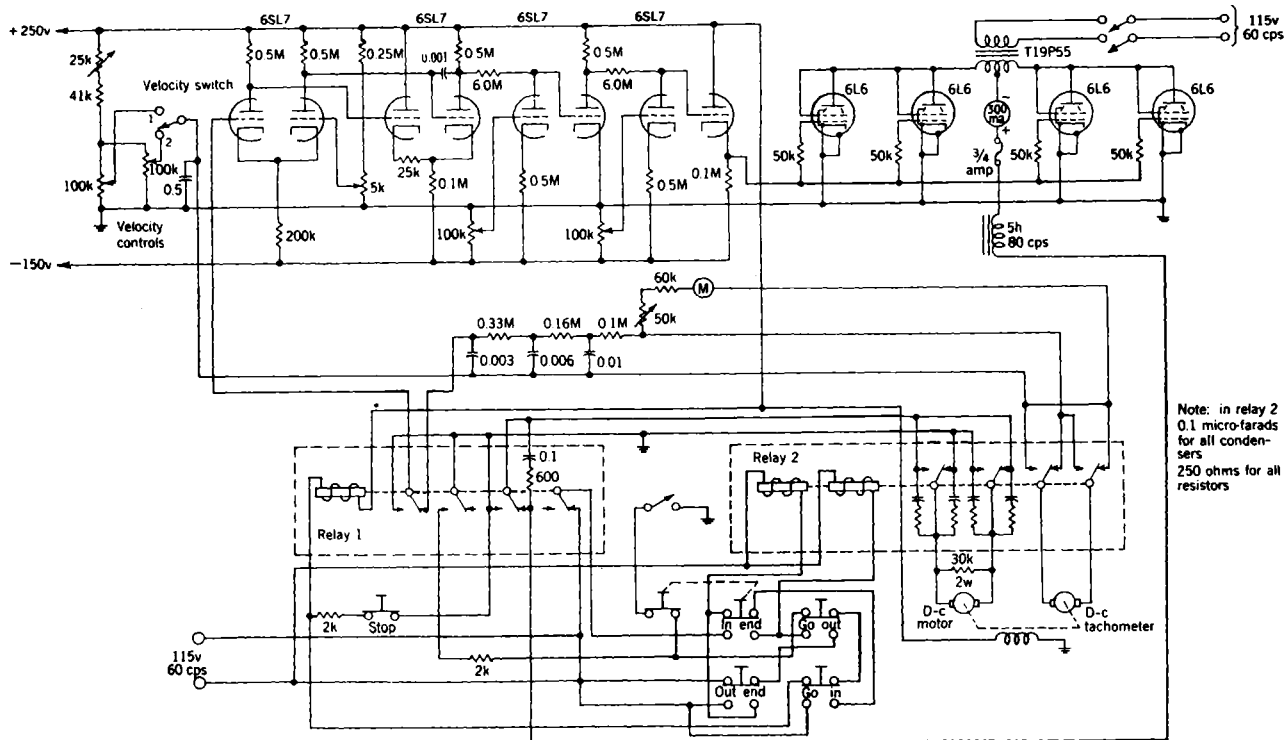 6SL7
6SL7
6SL7
6SL7
+250v
0.5M
0.5M
0.25M
0.001
0.5M
6.0M
0.5M
6.0M
25k
41k
Velocity switch
1
2
100k
100k
0.5
Velocity
controls
200k
5k
25k
0.1M
100k
0.5M
100k
0.5M
0.1M
−150v
115v
60 cps
T19P55
6L6
6L6
6L6
6L6
300
ma
−
+
3/4
amp
50k
50k
50k
50k
5h
80 cps
60k
M
50k
0.33M
0.16M
0.1M
0.003
0.006
0.01
Note: in relay 2
0.1 micro-farads
for all conden-
sers
250 ohms for all
resistors
0.1
600
Relay 1
Relay 2
30k
2w
D-c
motor
D-c
tachometer
2k
Stop
115v
60 cps
2k
In end
Go out
Out end
Go in